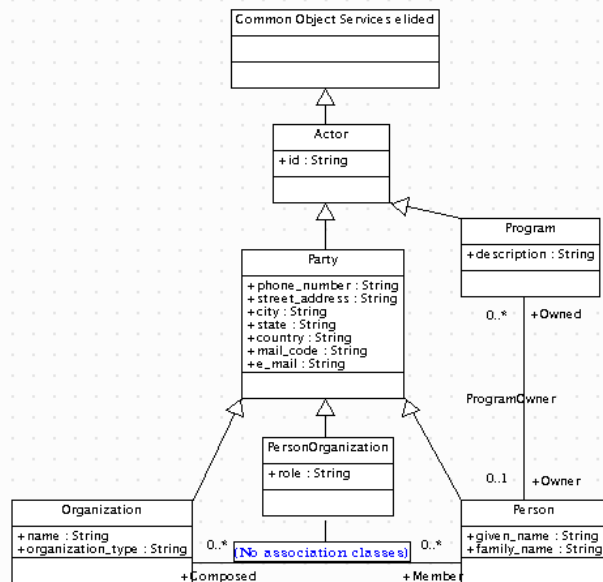 Common Object Services elided
Actor
+id : String
Program
+description : String
Party
+phone_number : String
+street_address : String
+city : String
+state : String
+country : String
+mail_code : String
+e_mail : String
0..* +Owned
ProgramOwner
PersonOrganization
+role : String
0..1 +Owner
Organization
+name : String
+organization_type : String
Person
+given_name : String
+family_name : String
0..* (No association classes) 0..*
+Composed +Member